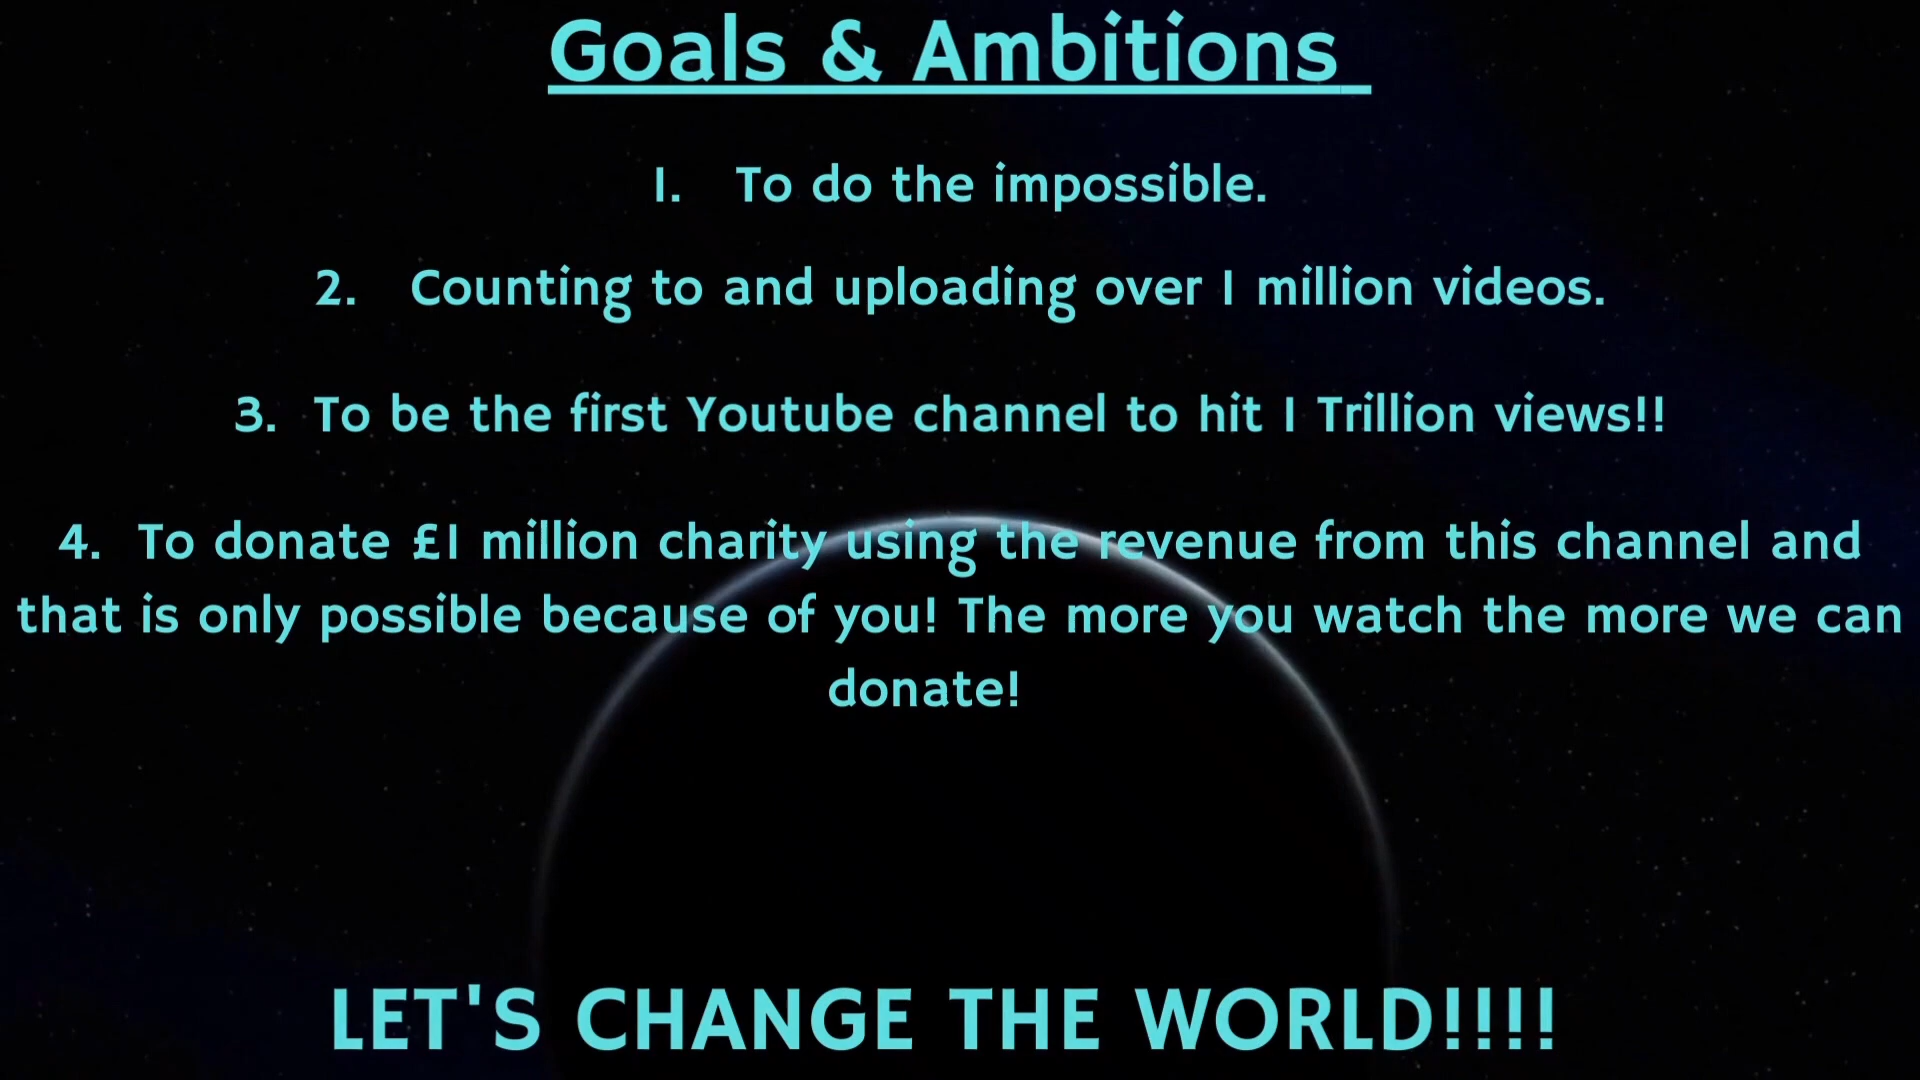 Goals & Ambitions
1. To do the impossible.
2. Counting to and uploading over 1 million videos.
3. To be the first Youtube channel to hit 1 Trillion views!!
4. To donate £1 million charity using the revenue from this channel and
that is only possible because of you! The more you watch the more we can
donate!
LET'S CHANGE THE WORLD!!!!